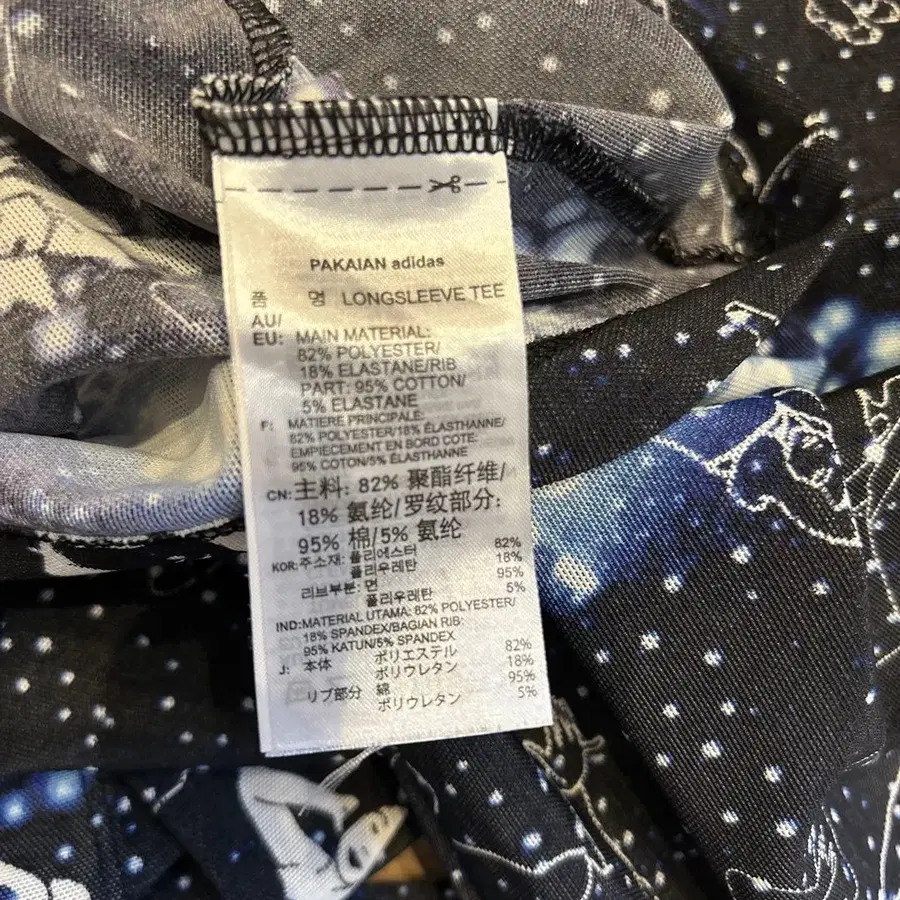 PAKAIAN adidas
품 명 LONGSLEEVE TEE
AU/
EU: MAIN MATERIAL:
82% POLYESTER/
18% ELASTANE/RIB
PART: 95% COTTON/
5% ELASTANE
F: MATIERE PRINCIPALE:
82% POLYESTER/18% ÉLASTHANNE/
EMPIECEMENT EN BORD COTE:
95% COTON/5% ÉLASTHANNE
CN: 主料: 82% 聚酯纤维/
18% 氨纶/罗纹部分:
95% 棉/5% 氨纶
KOR: 주소재: 폴리에스터 82%
폴리우레탄 18%
리브부분: 면 95%
폴리우레탄 5%
IND: MATERIAL UTAMA: 82% POLYESTER/
18% SPANDEX/BAGIAN RIB:
95% KATUN/5% SPANDEX
J: 本体 ポリエステル 82%
ポリウレタン 18%
リブ部分 綿 95%
ポリウレタン 5%